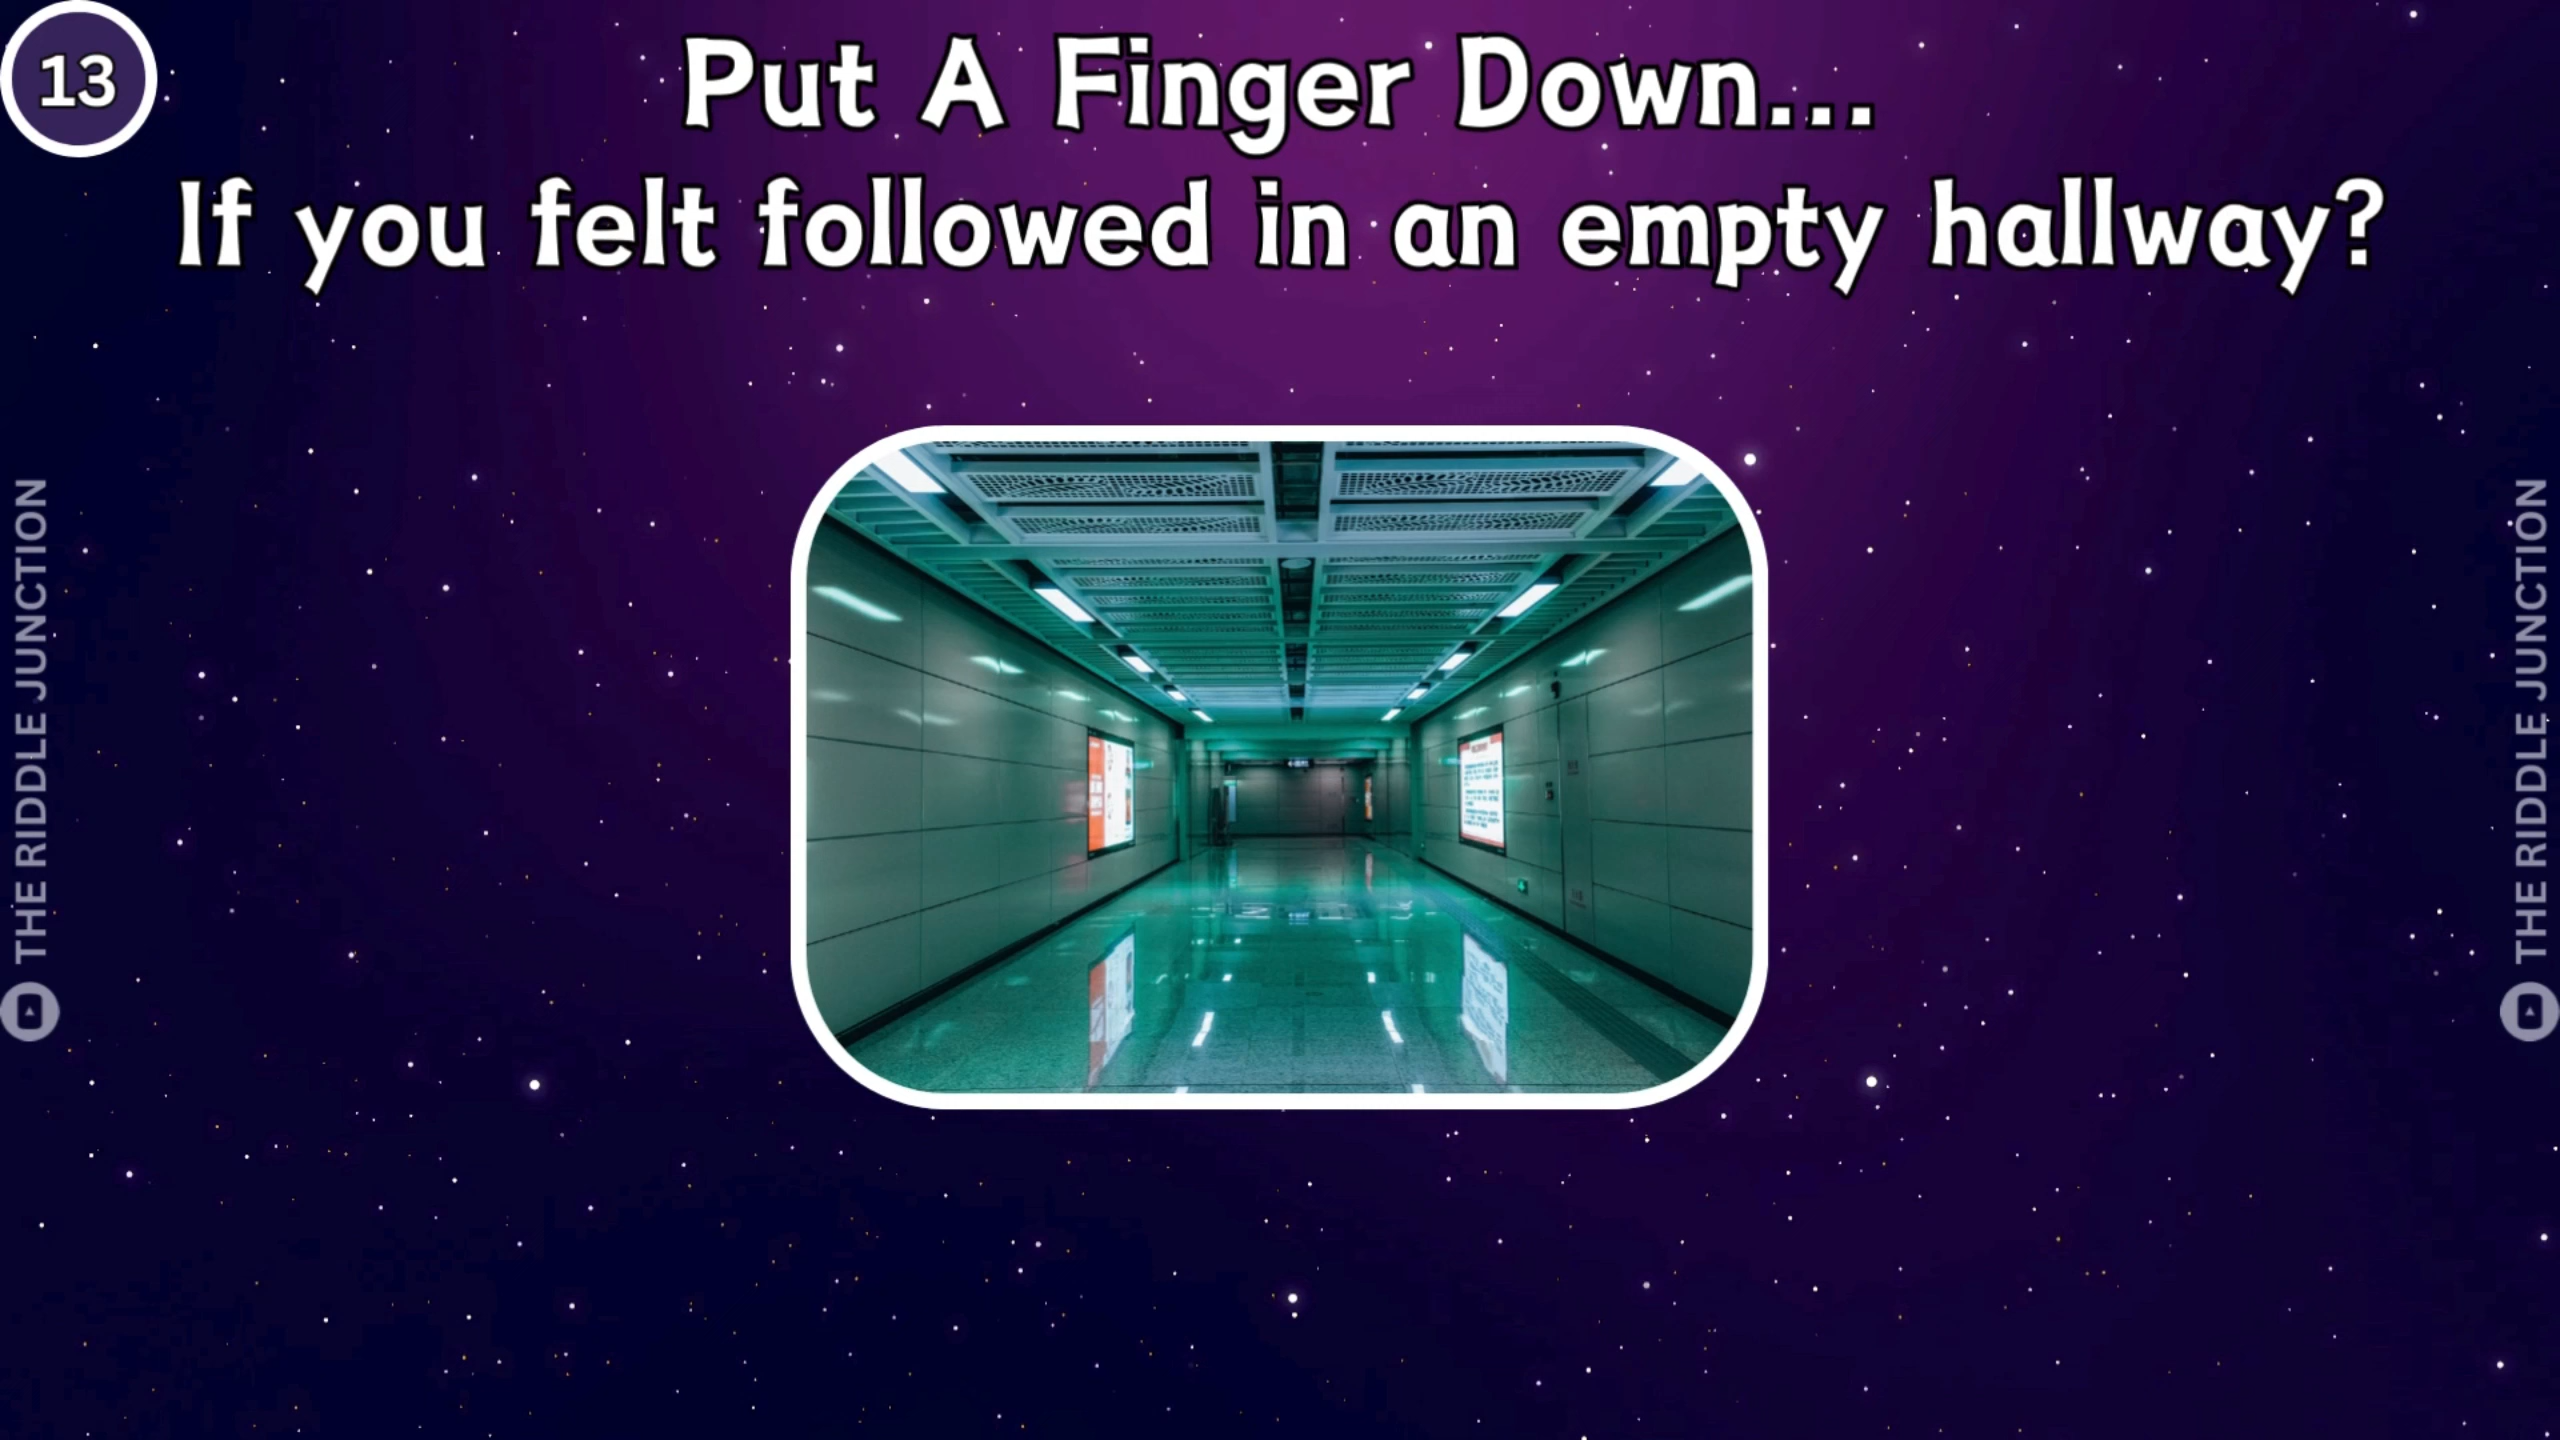 13
Put A Finger Down...
If you felt followed in an empty hallway?
THE RIDDLE JUNCTION
THE RIDDLE JUNCTION